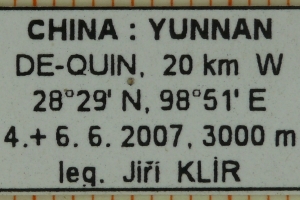 CHINA : YUNNAN
DE-QUIN, 20 km W
28°29' N, 98°51' E
4.+ 6. 6. 2007, 3000 m
leg. Jiří KLÍR